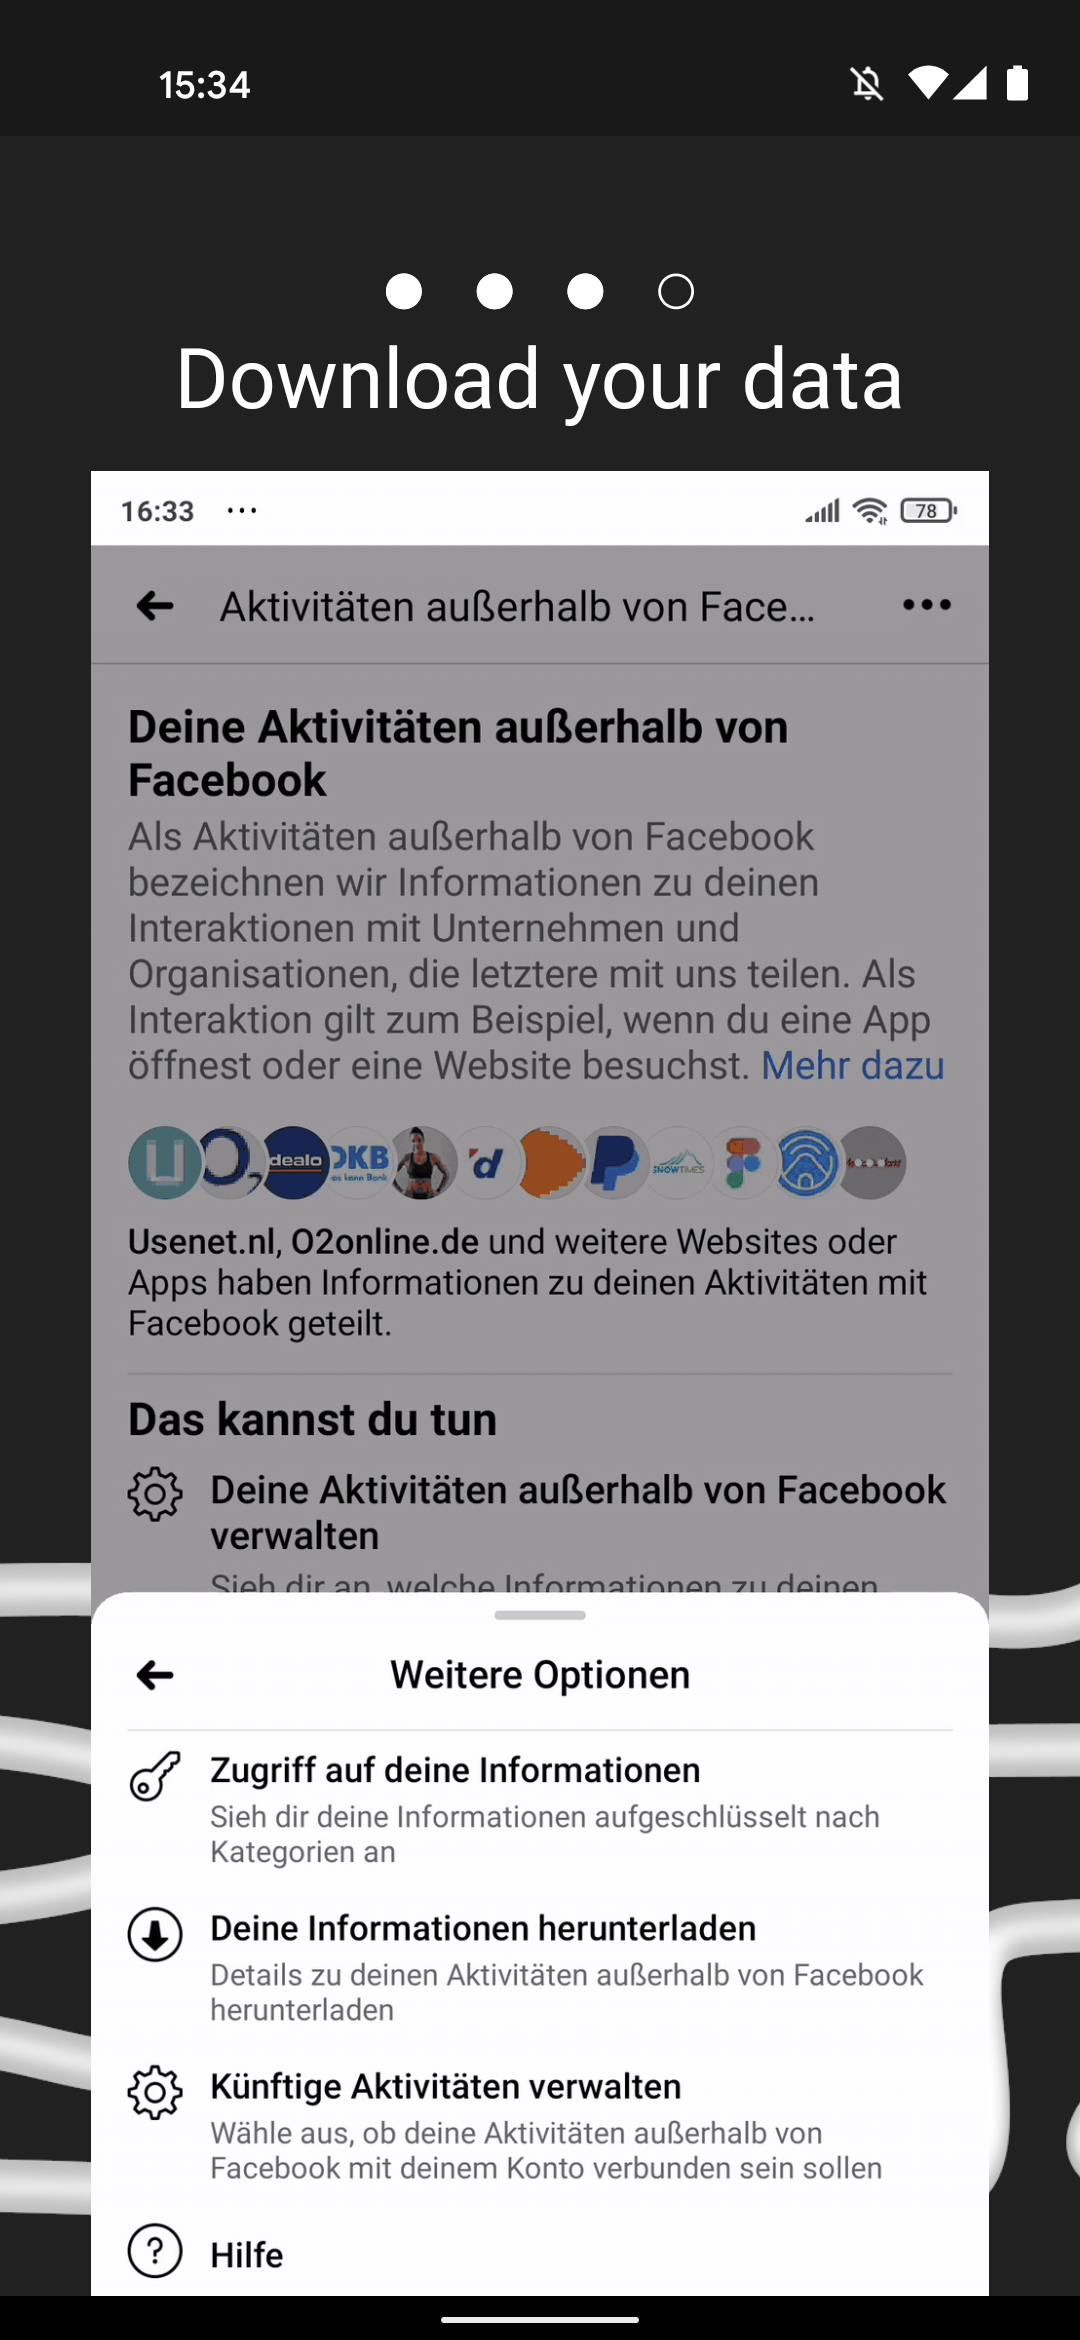 15:34
Download your data
16:33 ...
78
Aktivitäten außerhalb von Face...
Deine Aktivitäten außerhalb von
Facebook
Als Aktivitäten außerhalb von Facebook
bezeichnen wir Informationen zu deinen
Interaktionen mit Unternehmen und
Organisationen, die letztere mit uns teilen. Als
Interaktion gilt zum Beispiel, wenn du eine App
öffnest oder eine Website besuchst. Mehr dazu
U O2 dealo DKB d P SNOWTIMES
as kann Bank
Usenet.nl, O2online.de und weitere Websites oder
Apps haben Informationen zu deinen Aktivitäten mit
Facebook geteilt.
Das kannst du tun
Deine Aktivitäten außerhalb von Facebook
verwalten
Sieh dir an, welche Informationen zu deinen
Weitere Optionen
Zugriff auf deine Informationen
Sieh dir deine Informationen aufgeschlüsselt nach
Kategorien an
Deine Informationen herunterladen
Details zu deinen Aktivitäten außerhalb von Facebook
herunterladen
Künftige Aktivitäten verwalten
Wähle aus, ob deine Aktivitäten außerhalb von
Facebook mit deinem Konto verbunden sein sollen
Hilfe